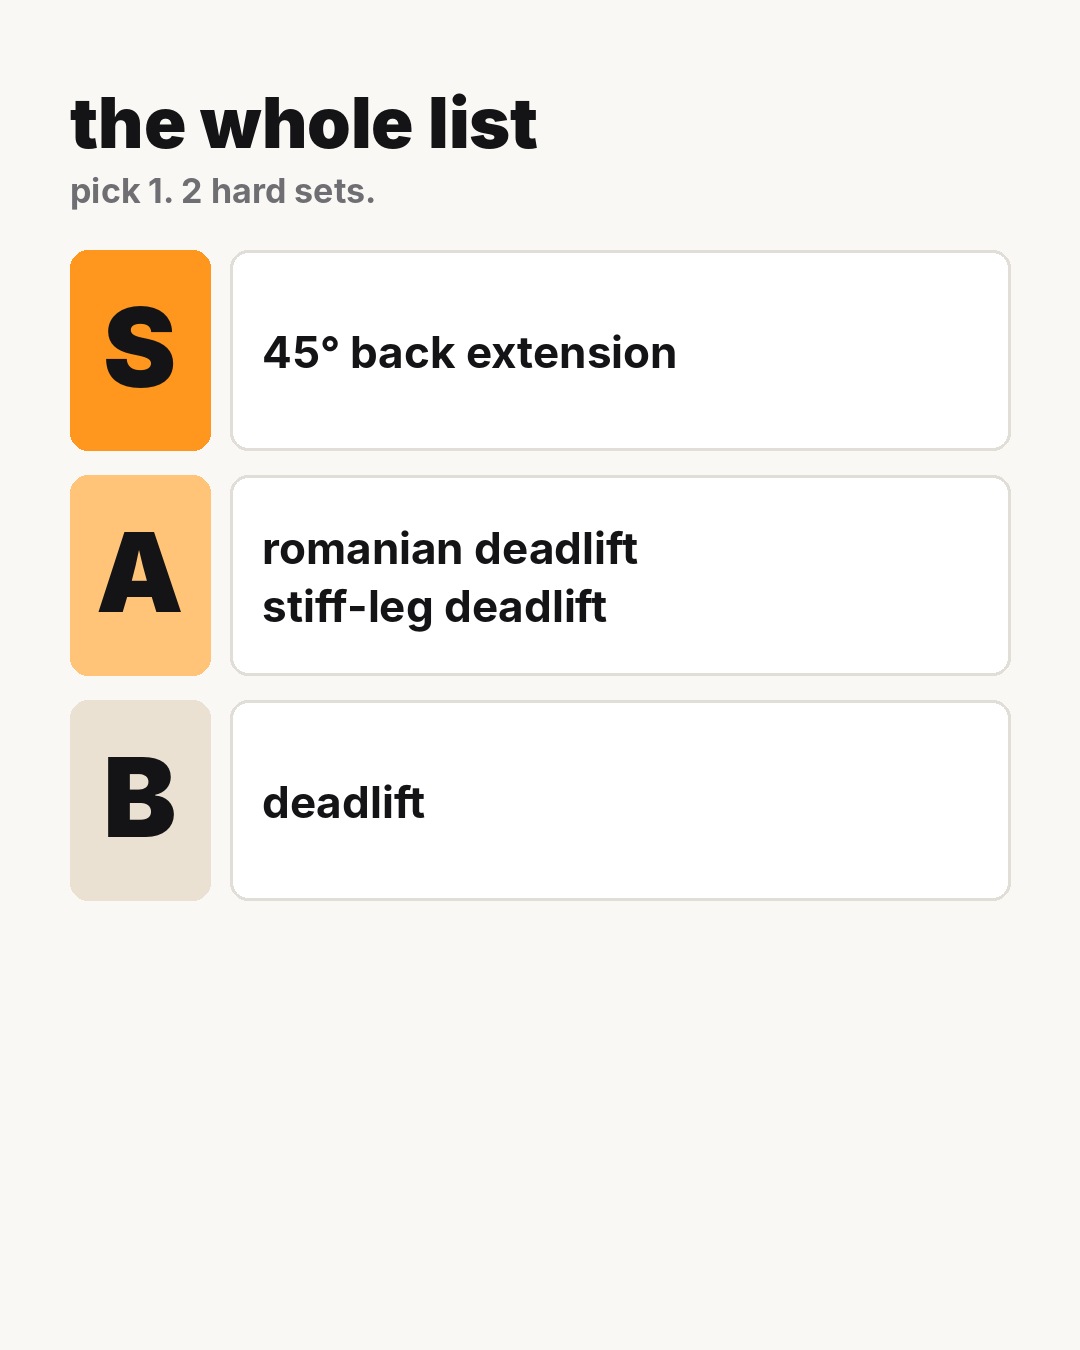 the whole list
pick 1. 2 hard sets.
S
45° back extension
A
romanian deadlift
stiff-leg deadlift
B
deadlift